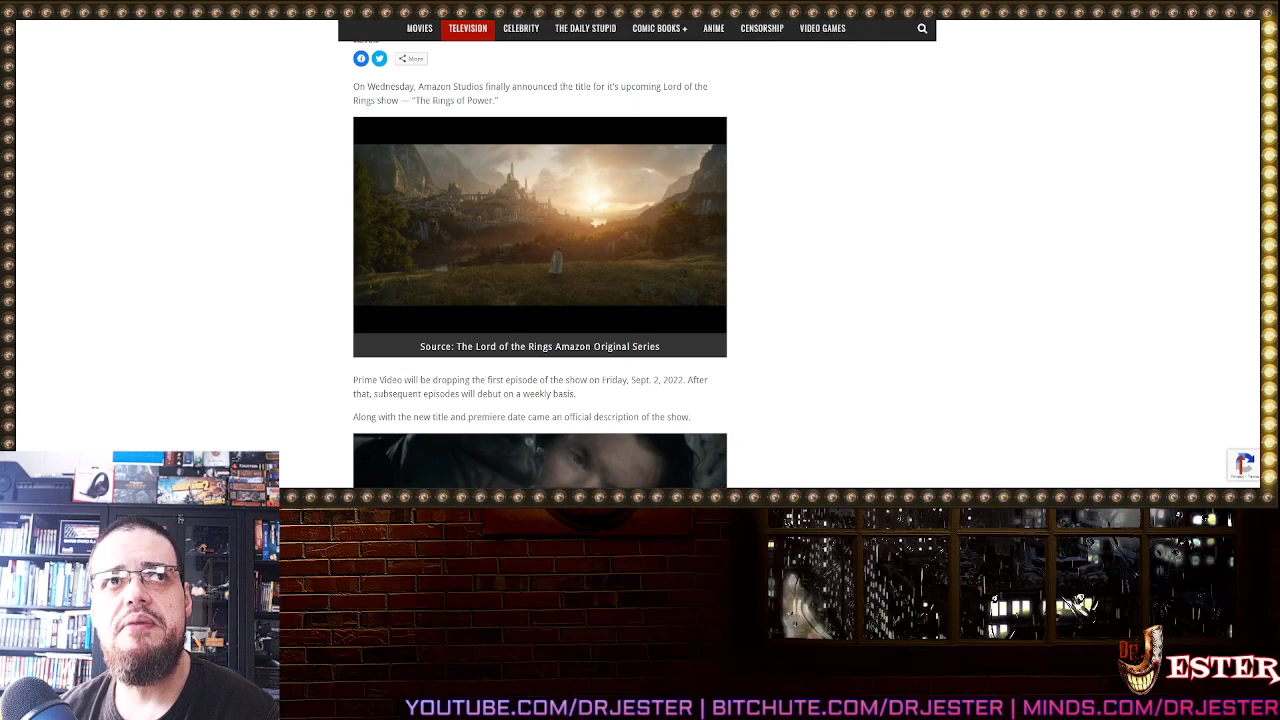 MOVIES TELEVISION CELEBRITY THE DAILY STUPID COMIC BOOKS + ANIME CENSORSHIP VIDEO GAMES
More
On Wednesday, Amazon Studios finally announced the title for it's upcoming Lord of the
Rings show — "The Rings of Power."
Source: The Lord of the Rings Amazon Original Series
Prime Video will be dropping the first episode of the show on Friday, Sept. 2, 2022. After
that, subsequent episodes will debut on a weekly basis.
Along with the new title and premiere date came an official description of the show.
Dr
JESTER
YOUTUBE.COM/DRJESTER | BITCHUTE.COM/DRJESTER | MINDS.COM/DRJESTER